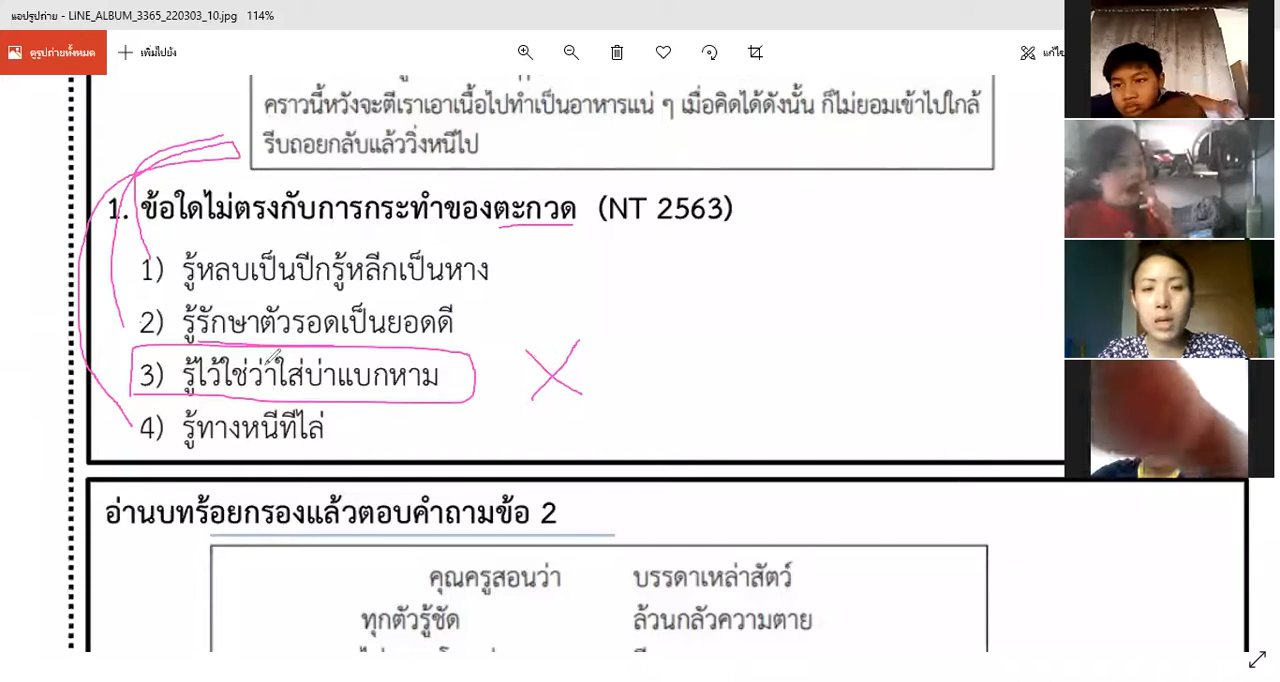 แอปรูปถ่าย - LINE_ALBUM_3365_220303_10.jpg 114%
ดูรูปถ่ายทั้งหมด
เพิ่มไปยัง
คราวนี้หวังจะตีเราเอาเนื้อไปทำเป็นอาหารแน่ ๆ เมื่อคิดได้ดังนั้น ก็ไม่ยอมเข้าไปใกล้
รีบถอยกลับแล้ววิ่งหนีไป
1. ข้อใดไม่ตรงกับการกระทำของตะกวด (NT 2563)
1) รู้หลบเป็นปีกรู้หลีกเป็นหาง
2) รู้รักษาตัวรอดเป็นยอดดี
3) รู้ไว้ใช่ว่าใส่บ่าแบกหาม
4) รู้ทางหนีทีไล่
อ่านบทร้อยกรองแล้วตอบคำถามข้อ 2
คุณครูสอนว่า บรรดาเหล่าสัตว์
ทุกตัวรู้ชัด ล้วนกลัวความตาย